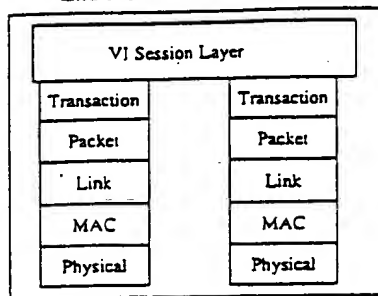 VI Session Layer
Transaction Transaction
Packet Packet
Link Link
MAC MAC
Physical Physical